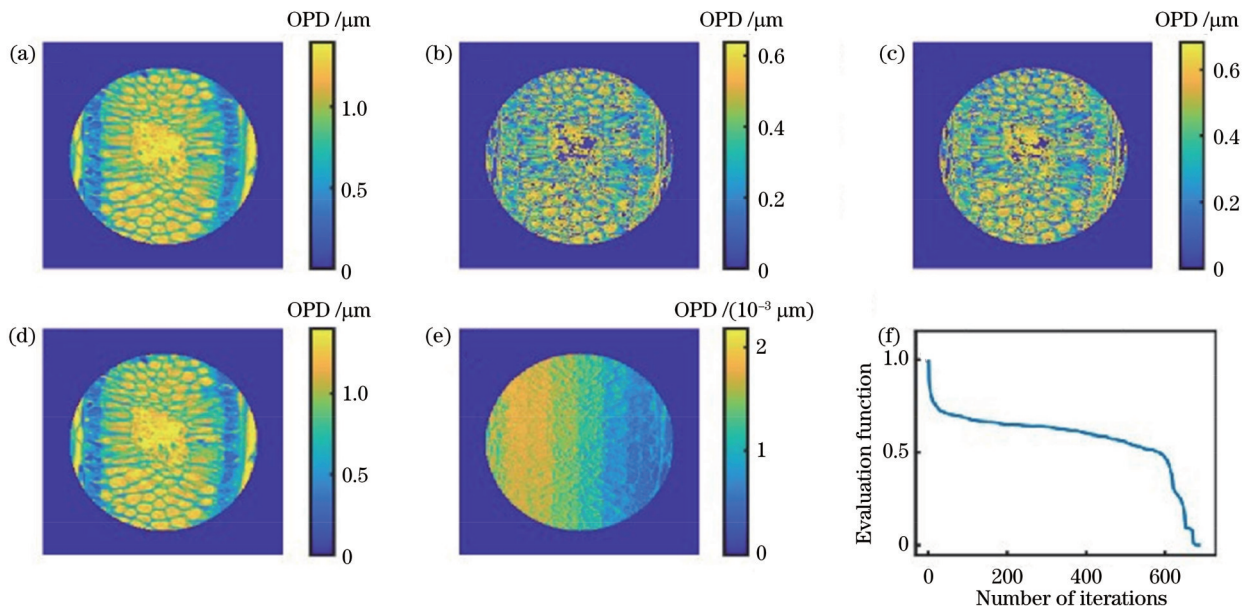 OPD /μm
OPD /μm
OPD /μm
(a)
1.0
0.5
0
(b)
0.6
0.4
0.2
0
(c)
0.6
0.4
0.2
0
OPD /μm
OPD /(10⁻³ μm)
(d)
1.0
0.5
0
(e)
2
1
0
(f)
1.0
0.5
0
Evaluation function
0 200 400 600
Number of iterctions